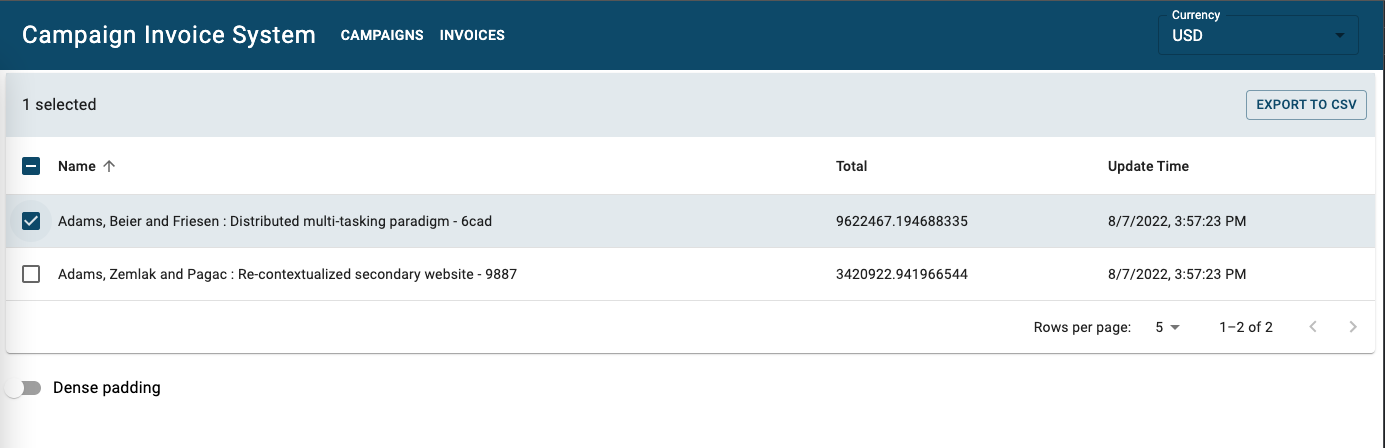 Currency
Campaign Invoice System CAMPAIGNS INVOICES USD
1 selected EXPORT TO CSV
Name Total Update Time
Adams, Beier and Friesen : Distributed multi-tasking paradigm - 6cad 9622467.194688335 8/7/2022, 3:57:23 PM
Adams, Zemlak and Pagac : Re-contextualized secondary website - 9887 3420922.941966544 8/7/2022, 3:57:23 PM
Rows per page: 5 1–2 of 2
Dense padding